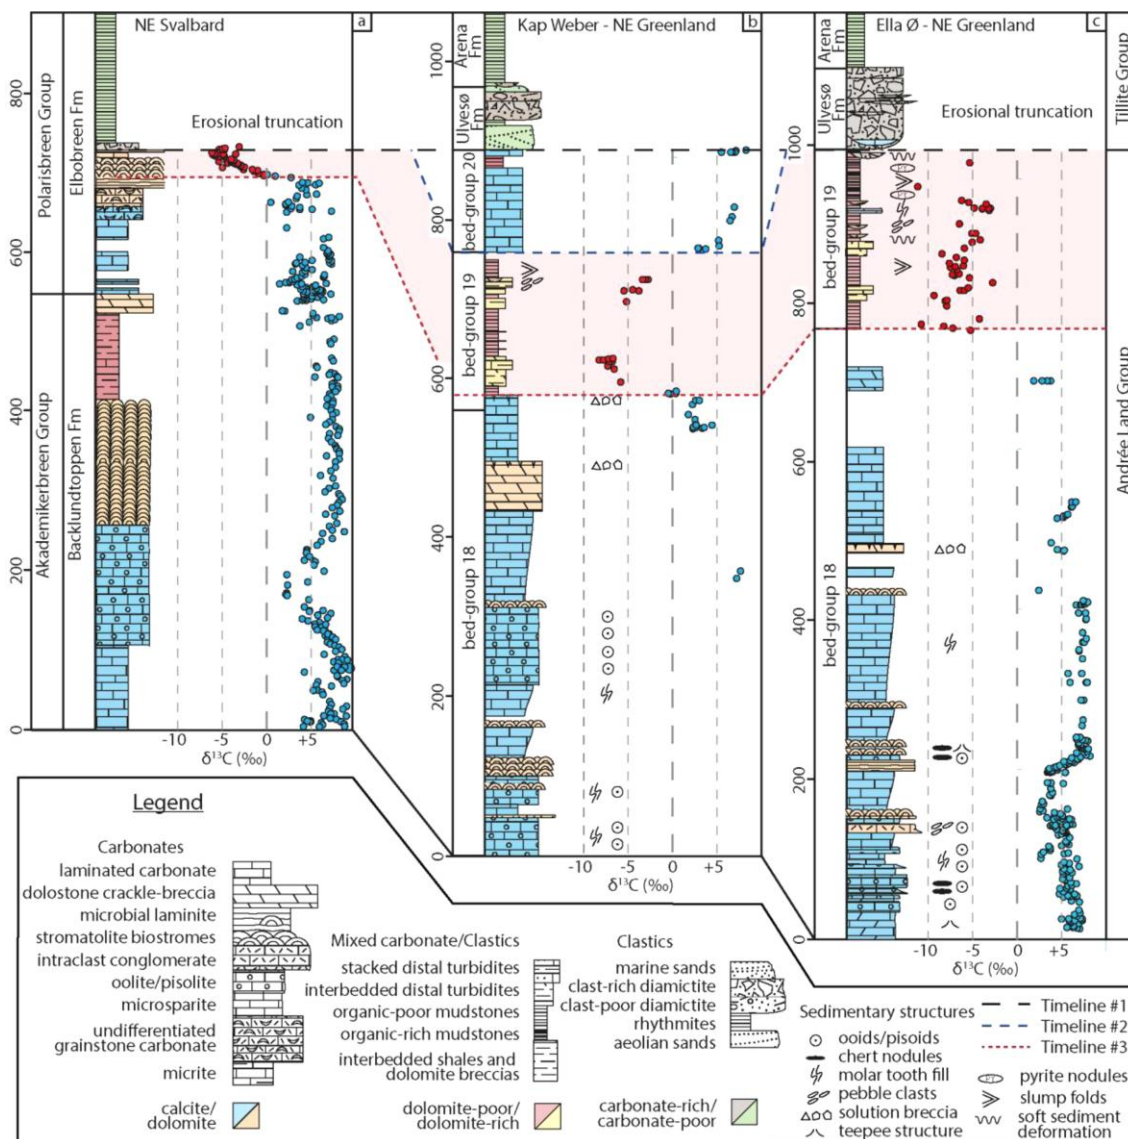 NE Svalbard
a
Polarisbreen Group
Elbobreen Fm
Akademikerbreen Group
Backlundtoppen Fm
800
600
400
200
0
Erosional truncation
-10 -5 0 +5
δ¹³C (‰)
Kap Weber - NE Greenland
b
Arena Fm
Ulvesø Fm
bed-group 20
bed-group 19
bed-group 18
1000
800
600
400
200
0
-10 -5 0 +5
δ¹³C (‰)
Ella Ø - NE Greenland
c
Arena Fm
Ulvesø Fm
bed-group 19
bed-group 18
Tillite Group
Andrée Land Group
1000
800
600
400
200
0
Erosional truncation
-10 -5 0 +5
δ¹³C (‰)
Legend
Carbonates
laminated carbonate
dolostone crackle-breccia
microbial laminite
stromatolite biostromes
intraclast conglomerate
oolite/pisolite
microsparite
undifferentiated
grainstone carbonate
micrite
calcite/
dolomite
Mixed carbonate/Clastics
stacked distal turbidites
interbedded distal turbidites
organic-poor mudstones
organic-rich mudstones
interbedded shales and
dolomite breccias
dolomite-poor/
dolomite-rich
Clastics
marine sands
clast-rich diamictite
clast-poor diamictite
rhythmites
aeolian sands
carbonate-rich/
carbonate-poor
Sedimentary structures
ooids/pisoids
chert nodules
molar tooth fill
pebble clasts
solution breccia
teepee structure
Timeline #1
Timeline #2
Timeline #3
pyrite nodules
slump folds
soft sediment
deformation